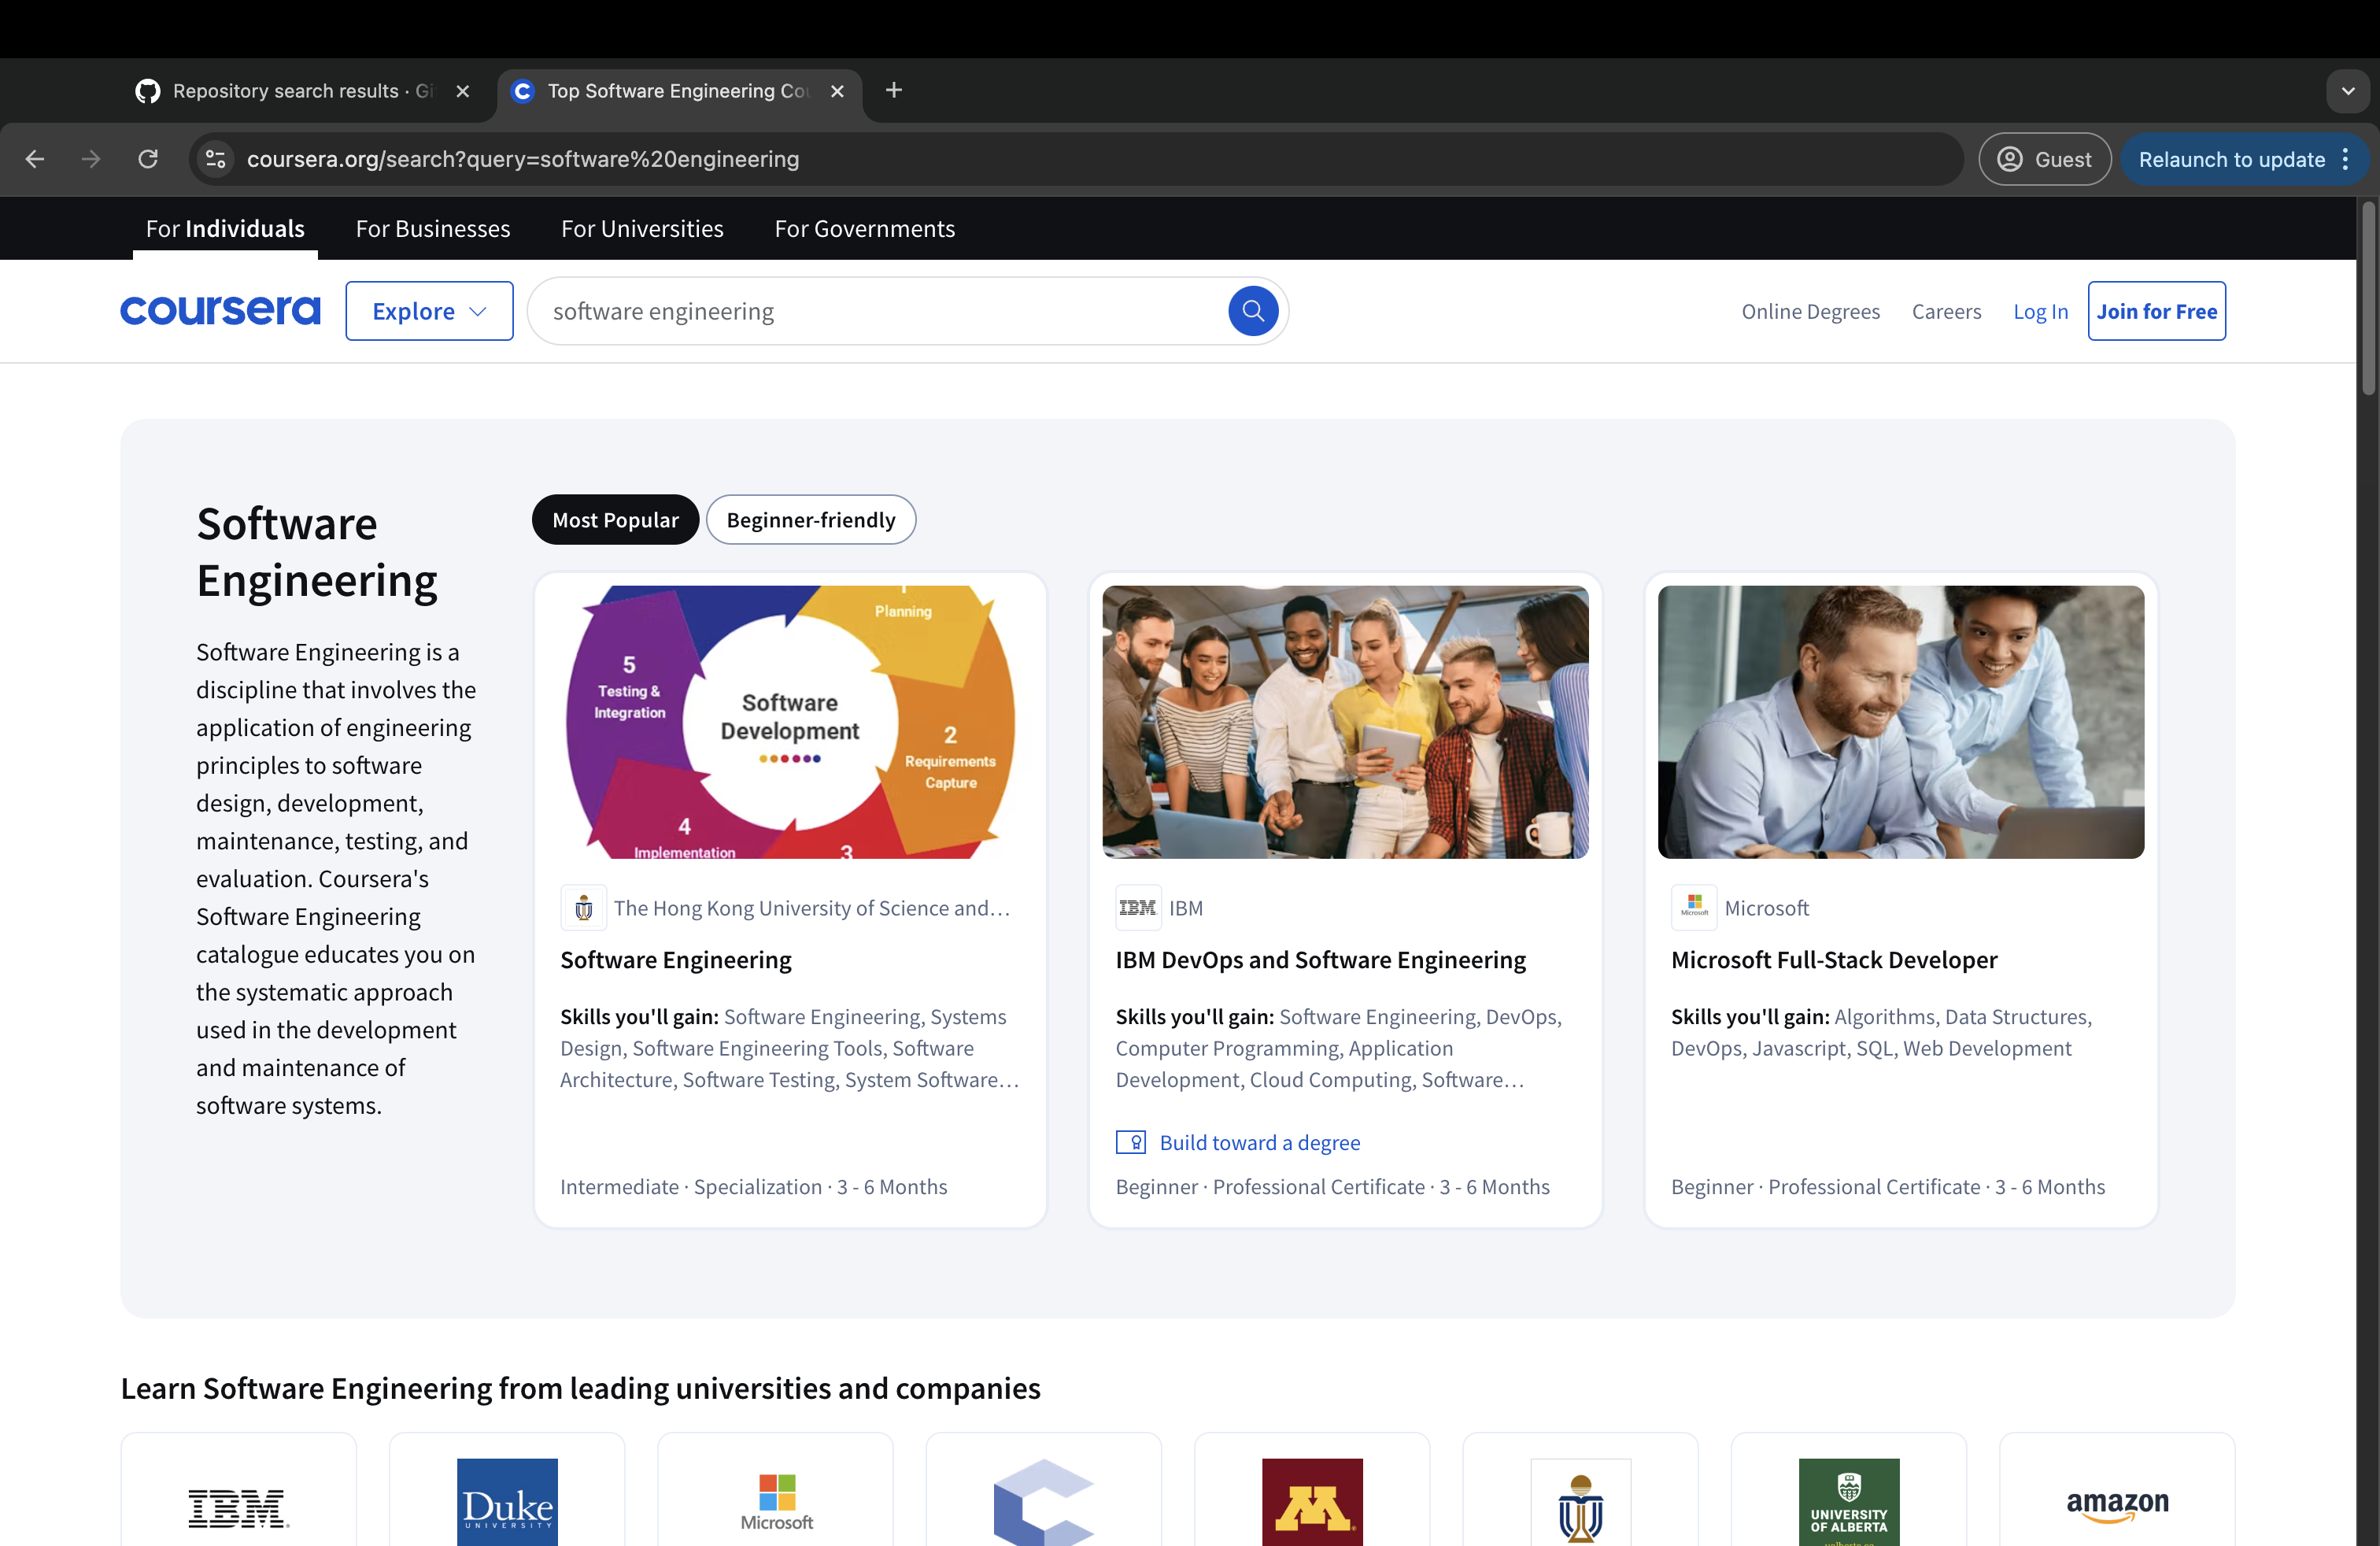 Repository search results · Gi
Top Software Engineering Cou
coursera.org/search?query=software%20engineering
Guest
Relaunch to update
For Individuals
For Businesses
For Universities
For Governments
coursera
Explore
software engineering
Online Degrees
Careers
Log In
Join for Free
Software
Engineering
Software Engineering is a
discipline that involves the
application of engineering
principles to software
design, development,
maintenance, testing, and
evaluation. Coursera's
Software Engineering
catalogue educates you on
the systematic approach
used in the development
and maintenance of
software systems.
Most Popular
Beginner-friendly
Planning
5
Testing &
Integration
Software
Development
2
Requirements
Capture
4
Implementation
3
The Hong Kong University of Science and...
Software Engineering
Skills you'll gain: Software Engineering, Systems
Design, Software Engineering Tools, Software
Architecture, Software Testing, System Software...
Intermediate · Specialization · 3 - 6 Months
IBM
IBM
IBM DevOps and Software Engineering
Skills you'll gain: Software Engineering, DevOps,
Computer Programming, Application
Development, Cloud Computing, Software...
Build toward a degree
Beginner · Professional Certificate · 3 - 6 Months
Microsoft
Microsoft
Microsoft Full-Stack Developer
Skills you'll gain: Algorithms, Data Structures,
DevOps, Javascript, SQL, Web Development
Beginner · Professional Certificate · 3 - 6 Months
Learn Software Engineering from leading universities and companies
IBM
Duke
UNIVERSITY
Microsoft
M
UNIVERSITY
OF ALBERTA
amazon